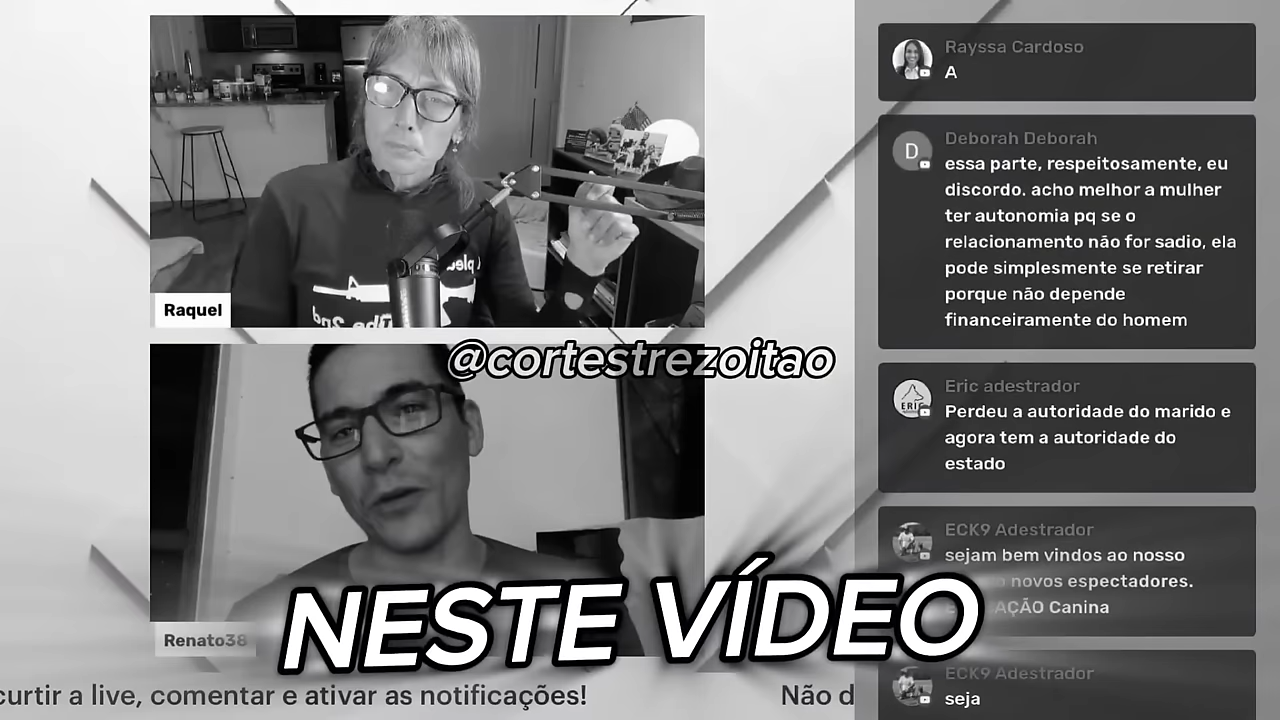 Raquel
@cortestrezoitao
Renato38
NESTE VÍDEO
curtir a live, comentar e ativar as notificações!
Não d
Rayssa Cardoso
A
D
Deborah Deborah
essa parte, respeitosamente, eu
discordo. acho melhor a mulher
ter autonomia pq se o
relacionamento não for sadio, ela
pode simplesmente se retirar
porque não depende
financeiramente do homem
Eric adestrador
ERIC
Perdeu a autoridade do marido e
agora tem a autoridade do
estado
ECK9 Adestrador
sejam bem vindos ao nosso
novos espectadores.
Canina
ECK9 Adestrador
seja